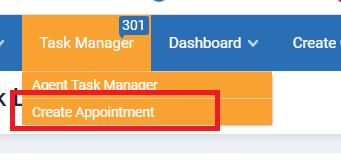 301
Task Manager Dashboard Create
Agent Task Manager
Create Appointment